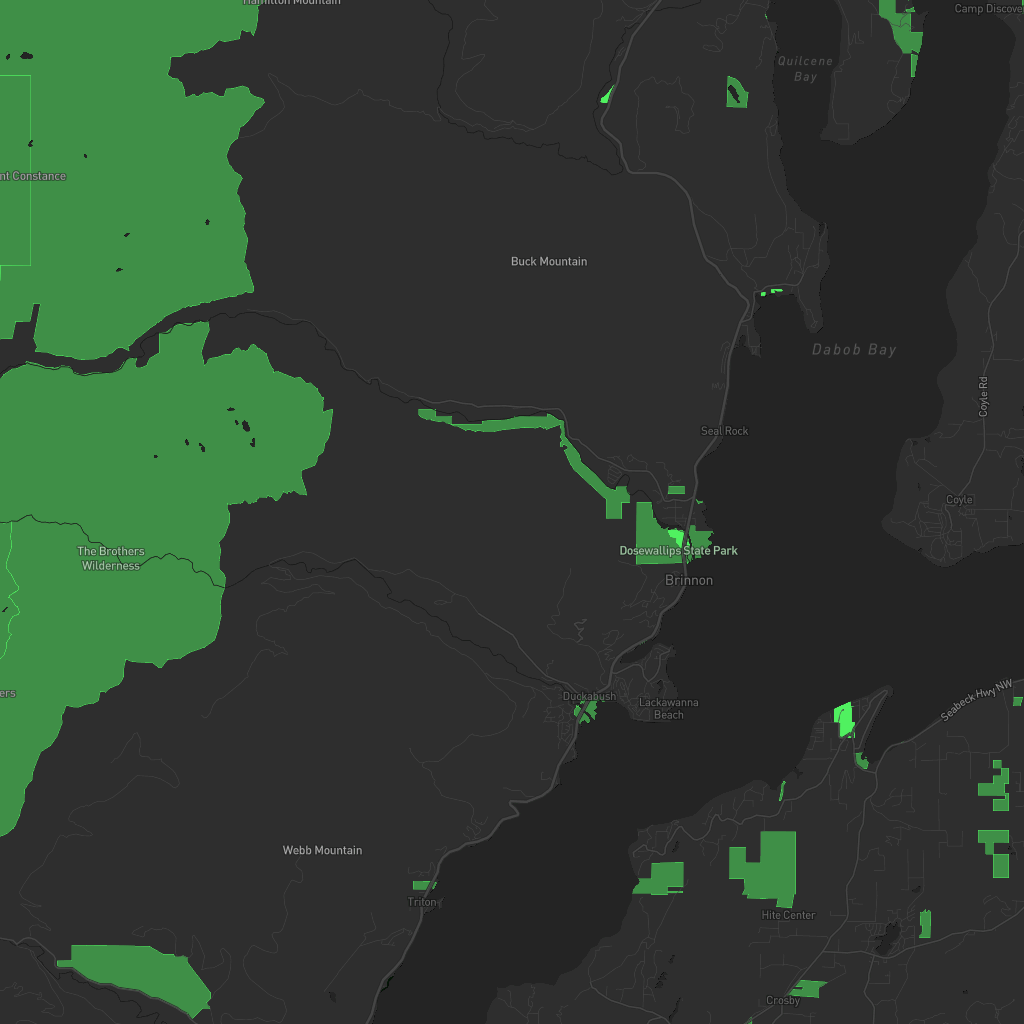 Hamilton Mountain
Camp Discove
Quilcene
Bay
nt Constance
Buck Mountain
Dabob Bay
Coyle Rd
Seal Rock
Coyle
The Brothers
Wilderness
Dosewallips State Park
Brinnon
ers
Duckabush
Lackawanna
Beach
Seabeck Hwy NW
Webb Mountain
Triton
Hite Center
Crosby